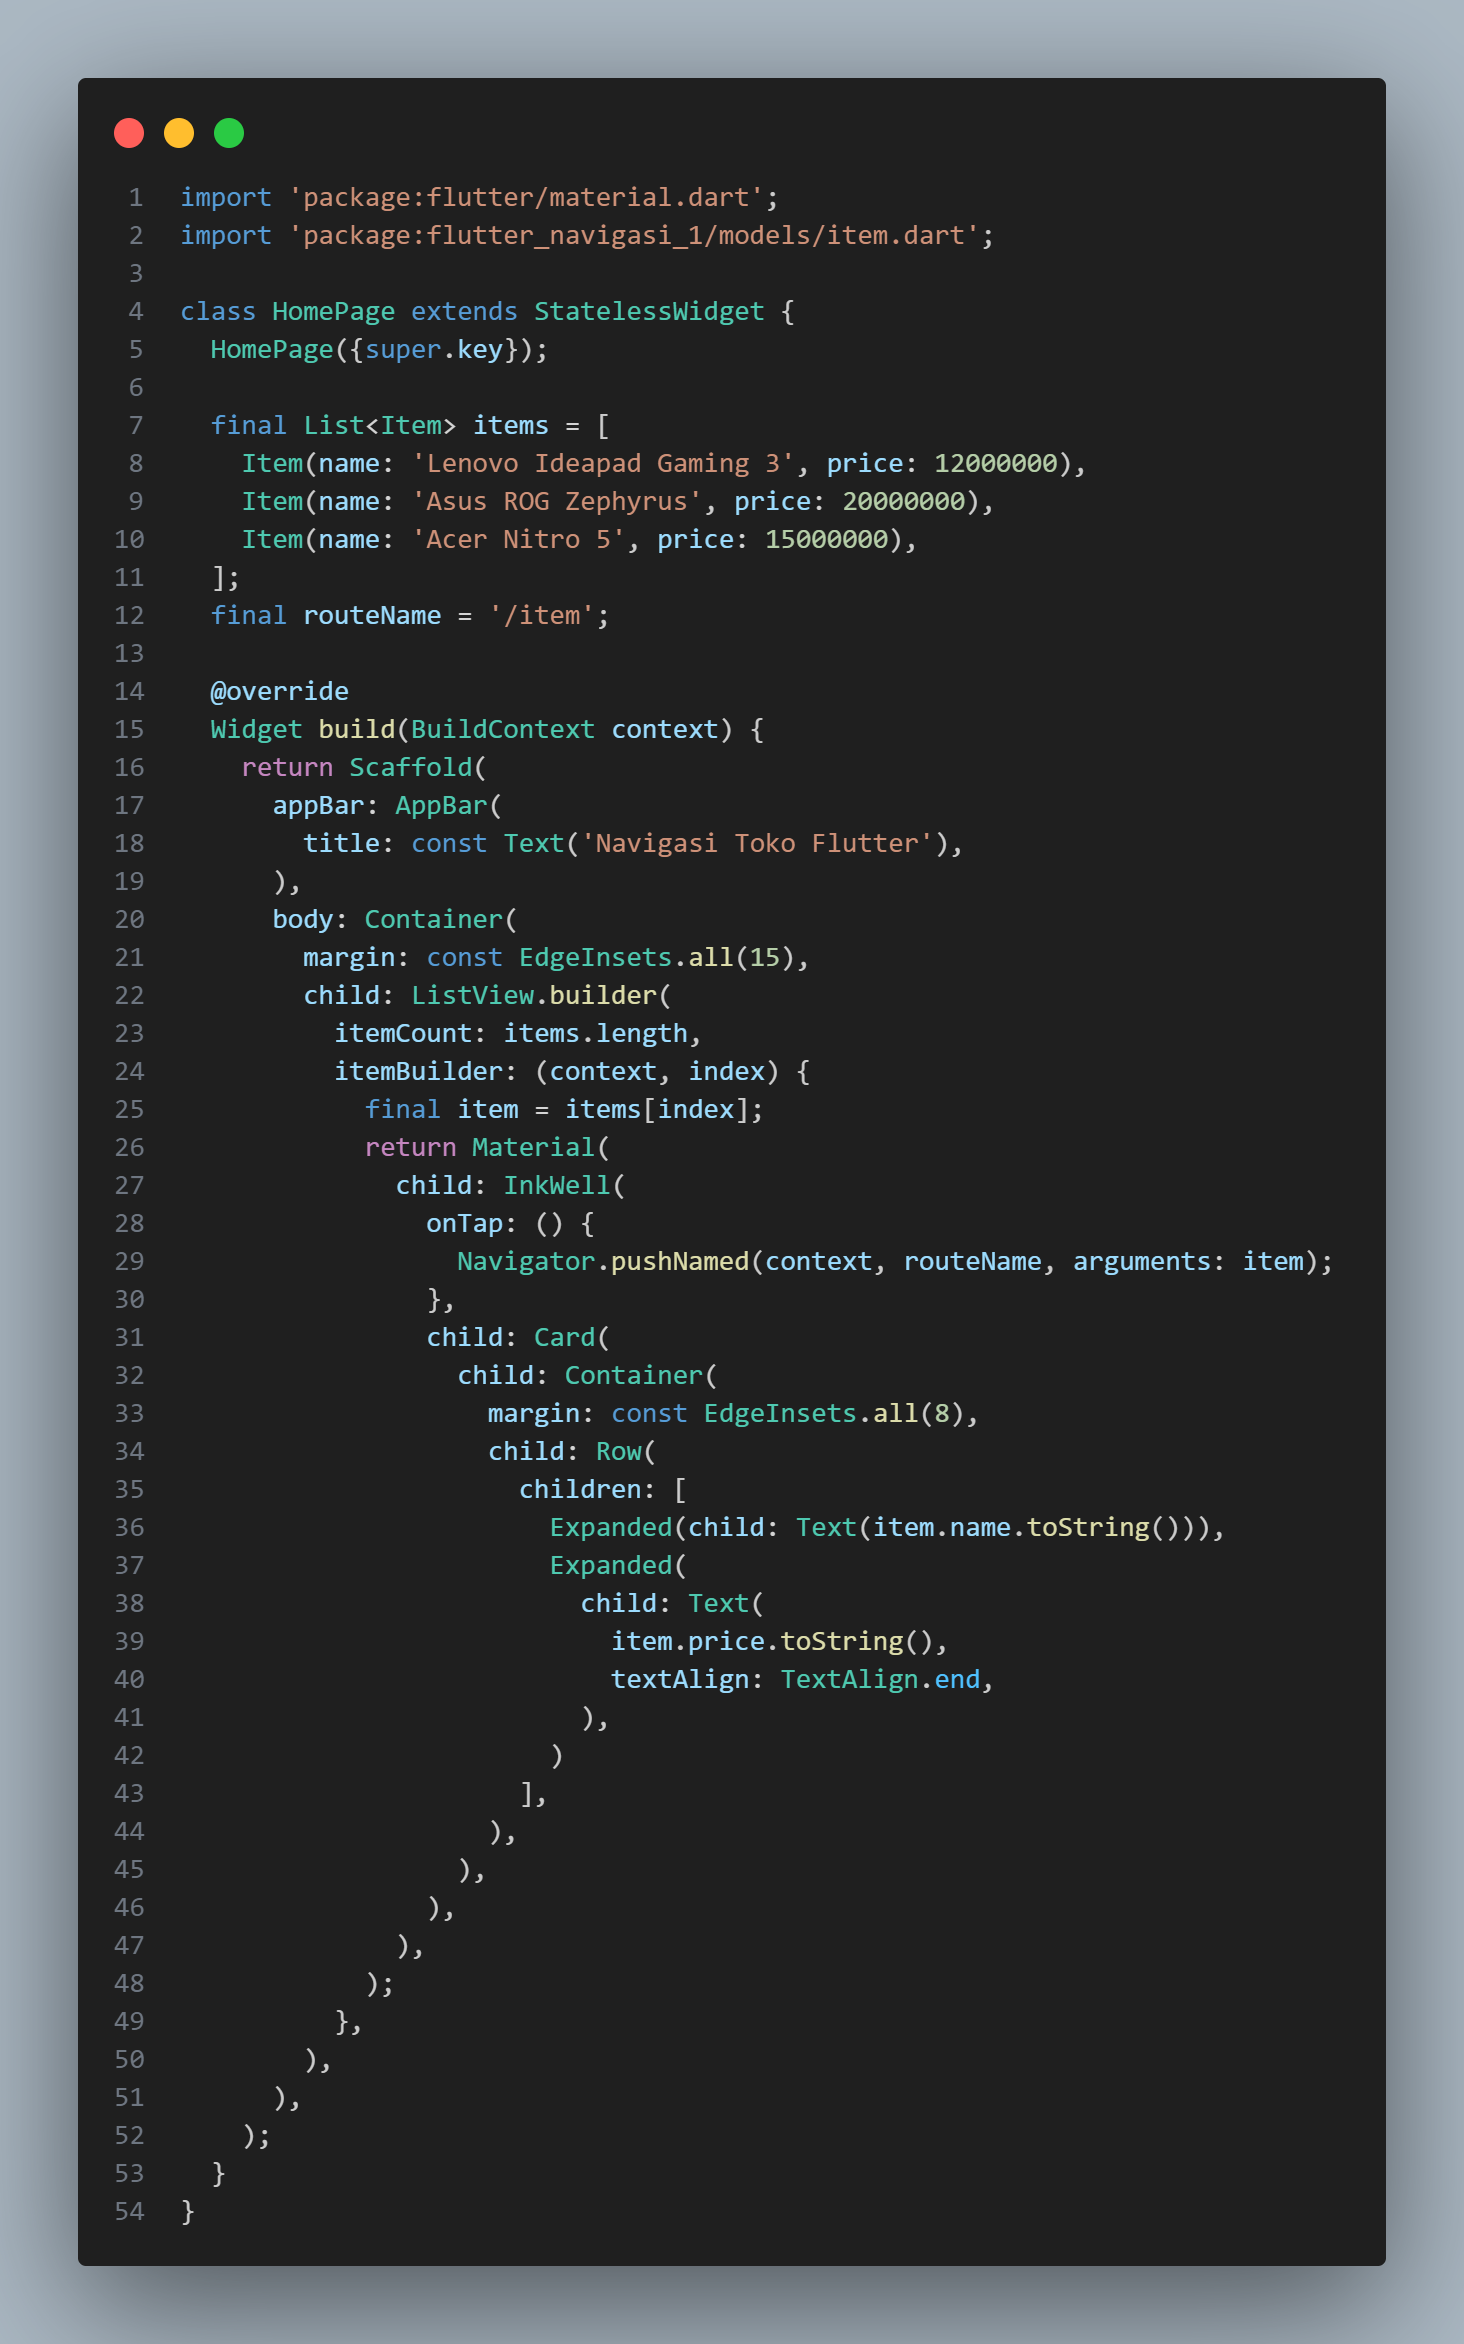 1 import 'package:flutter/material.dart';
2 import 'package:flutter_navigasi_1/models/item.dart';
3
4 class HomePage extends StatelessWidget {
5   HomePage({super.key});
6
7   final List<Item> items = [
8     Item(name: 'Lenovo Ideapad Gaming 3', price: 12000000),
9     Item(name: 'Asus ROG Zephyrus', price: 20000000),
10     Item(name: 'Acer Nitro 5', price: 15000000),
11   ];
12   final routeName = '/item';
13
14   @override
15   Widget build(BuildContext context) {
16     return Scaffold(
17       appBar: AppBar(
18         title: const Text('Navigasi Toko Flutter'),
19       ),
20       body: Container(
21         margin: const EdgeInsets.all(15),
22         child: ListView.builder(
23           itemCount: items.length,
24           itemBuilder: (context, index) {
25             final item = items[index];
26             return Material(
27               child: InkWell(
28                 onTap: () {
29                   Navigator.pushNamed(context, routeName, arguments: item);
30                 },
31                 child: Card(
32                   child: Container(
33                     margin: const EdgeInsets.all(8),
34                     child: Row(
35                       children: [
36                         Expanded(child: Text(item.name.toString())),
37                         Expanded(
38                           child: Text(
39                             item.price.toString(),
40                             textAlign: TextAlign.end,
41                           ),
42                         )
43                       ],
44                     ),
45                   ),
46                 ),
47               ),
48             );
49           },
50         ),
51       ),
52     );
53   }
54 }